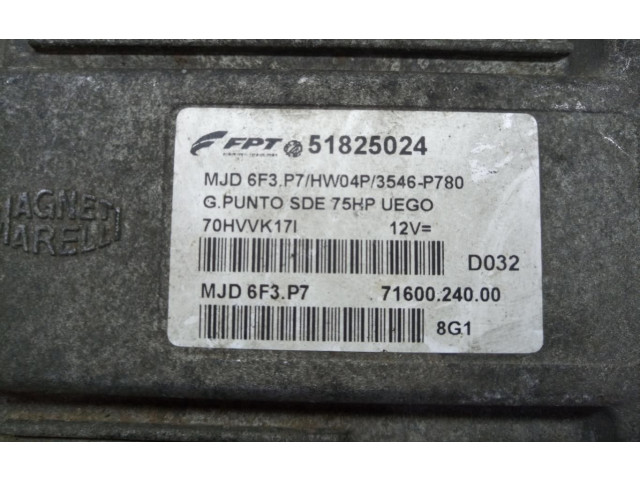 MAGNETI
MARELLI
FPT 51825024
MJD 6F3.P7/HW04P/3546-P780
G.PUNTO SDE 75HP UEGO
70HVVK17I 12V=
D032
MJD 6F3.P7 71600.240.00
8G1